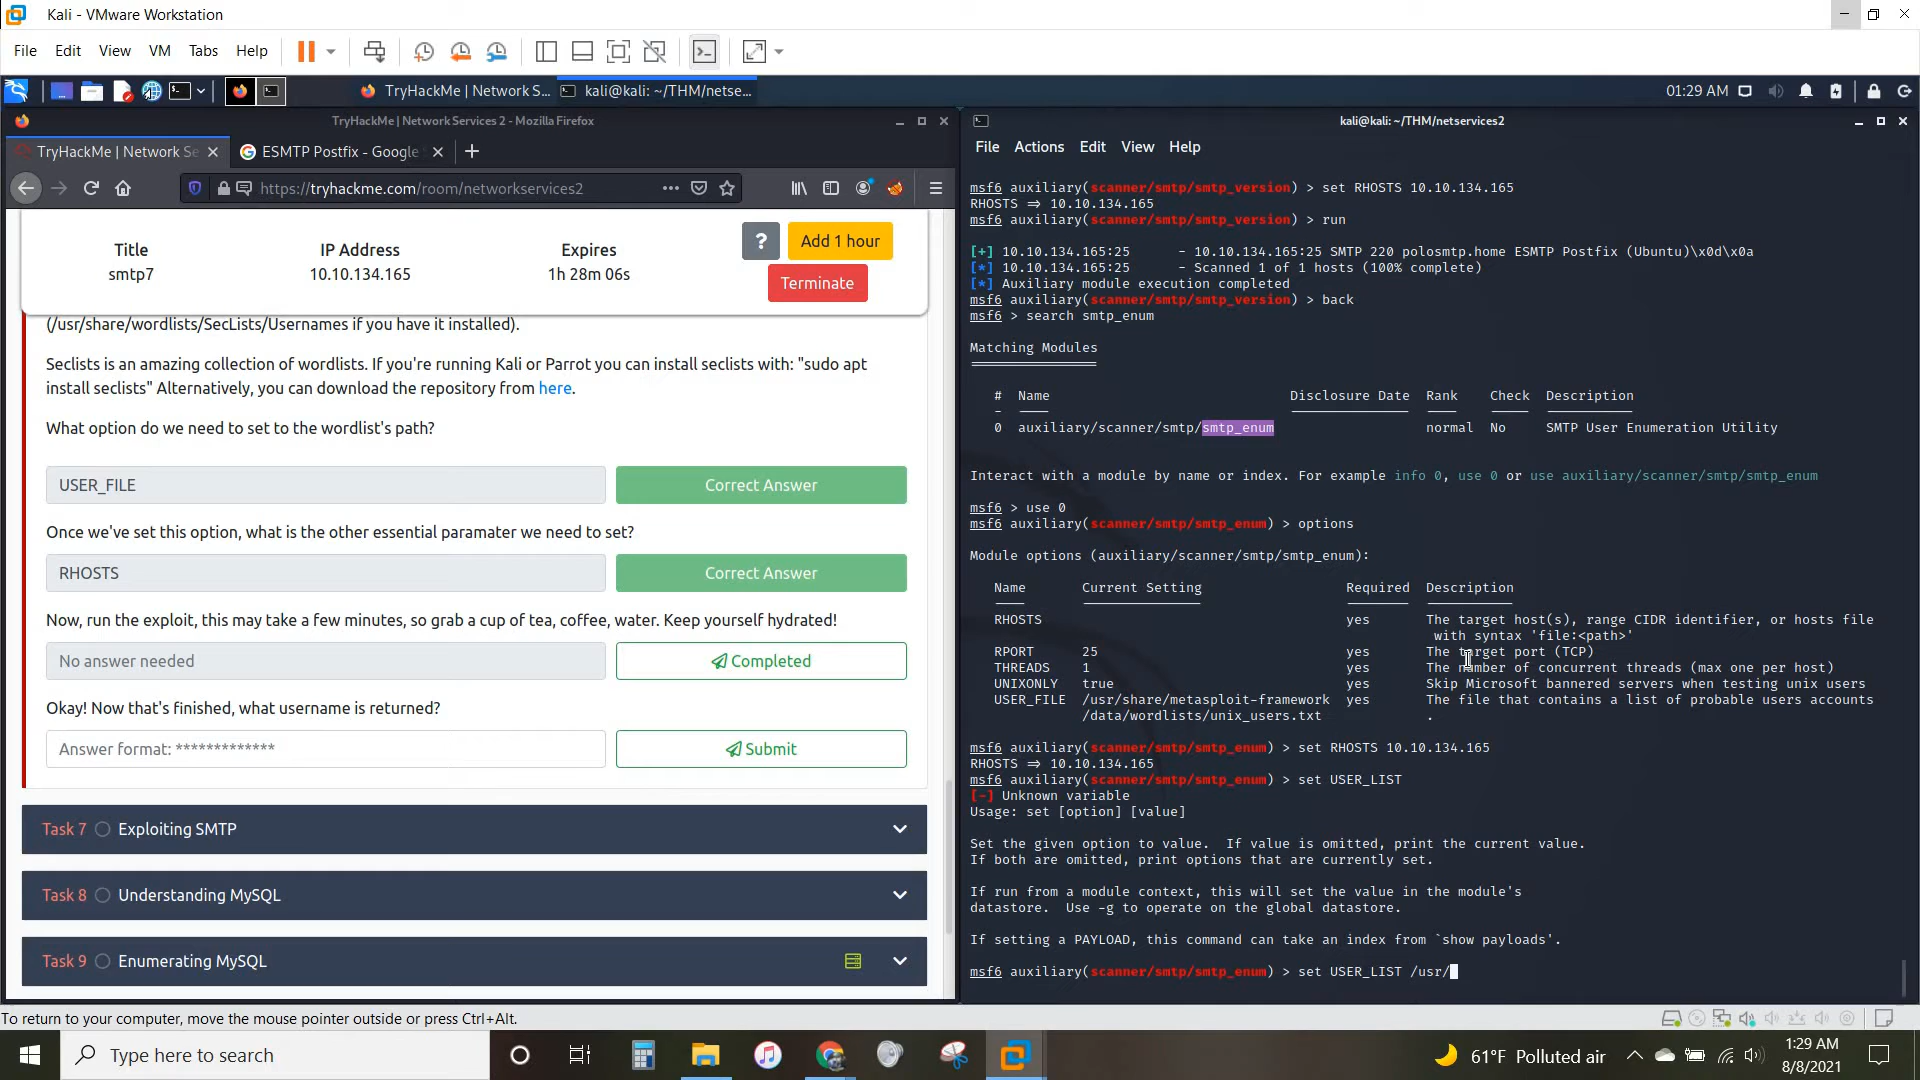 Kali - VMware Workstation
File Edit View VM Tabs Help
TryHackMe | Network S... kali@kali: ~/THM/netse... 01:29 AM
TryHackMe | Network Services 2 - Mozilla Firefox
TryHackMe | Network Se ESMTP Postfix - Google
https://tryhackme.com/room/networkservices2
Title IP Address Expires ? Add 1 hour
smtp7 10.10.134.165 1h 28m 06s Terminate
(/usr/share/wordlists/SecLists/Usernames if you have it installed).
Seclists is an amazing collection of wordlists. If you're running Kali or Parrot you can install seclists with: "sudo apt
install seclists" Alternatively, you can download the repository from here.
What option do we need to set to the wordlist's path?
USER_FILE Correct Answer
Once we've set this option, what is the other essential paramater we need to set?
RHOSTS Correct Answer
Now, run the exploit, this may take a few minutes, so grab a cup of tea, coffee, water. Keep yourself hydrated!
No answer needed Completed
Okay! Now that's finished, what username is returned?
Answer format: ************* Submit
Task 7 Exploiting SMTP
Task 8 Understanding MySQL
Task 9 Enumerating MySQL
kali@kali: ~/THM/netservices2
File Actions Edit View Help
msf6 auxiliary(scanner/smtp/smtp_version) > set RHOSTS 10.10.134.165
RHOSTS => 10.10.134.165
msf6 auxiliary(scanner/smtp/smtp_version) > run
[+] 10.10.134.165:25 - 10.10.134.165:25 SMTP 220 polosmtp.home ESMTP Postfix (Ubuntu)\x0d\x0a
[*] 10.10.134.165:25 - Scanned 1 of 1 hosts (100% complete)
[*] Auxiliary module execution completed
msf6 auxiliary(scanner/smtp/smtp_version) > back
msf6 > search smtp_enum
Matching Modules
================
# Name Disclosure Date Rank Check Description
- ---- --------------- ---- ----- -----------
0 auxiliary/scanner/smtp/smtp_enum normal No SMTP User Enumeration Utility
Interact with a module by name or index. For example info 0, use 0 or use auxiliary/scanner/smtp/smtp_enum
msf6 > use 0
msf6 auxiliary(scanner/smtp/smtp_enum) > options
Module options (auxiliary/scanner/smtp/smtp_enum):
Name Current Setting Required Description
---- --------------- -------- -----------
RHOSTS yes The target host(s), range CIDR identifier, or hosts file
with syntax 'file:<path>'
RPORT 25 yes The target port (TCP)
THREADS 1 yes The number of concurrent threads (max one per host)
UNIXONLY true yes Skip Microsoft bannered servers when testing unix users
USER_FILE /usr/share/metasploit-framework yes The file that contains a list of probable users accounts
/data/wordlists/unix_users.txt .
msf6 auxiliary(scanner/smtp/smtp_enum) > set RHOSTS 10.10.134.165
RHOSTS => 10.10.134.165
msf6 auxiliary(scanner/smtp/smtp_enum) > set USER_LIST
[-] Unknown variable
Usage: set [option] [value]
Set the given option to value. If value is omitted, print the current value.
If both are omitted, print options that are currently set.
If run from a module context, this will set the value in the module's
datastore. Use -g to operate on the global datastore.
If setting a PAYLOAD, this command can take an index from `show payloads'.
msf6 auxiliary(scanner/smtp/smtp_enum) > set USER_LIST /usr/
To return to your computer, move the mouse pointer outside or press Ctrl+Alt.
Type here to search
61°F Polluted air
1:29 AM
8/8/2021